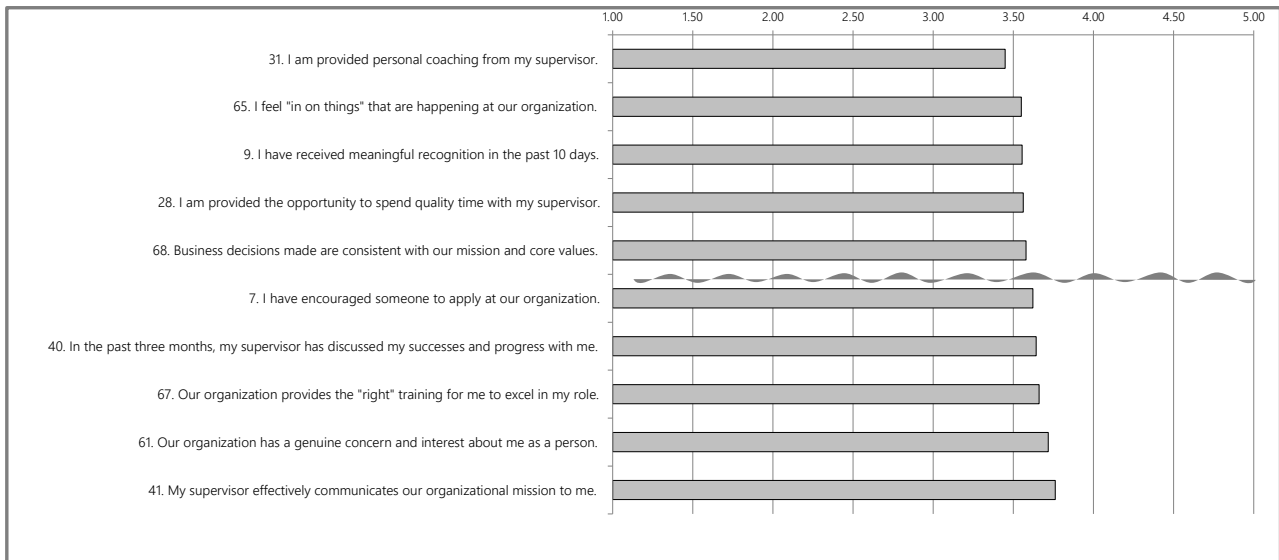 1.00 1.50 2.00 2.50 3.00 3.50 4.00 4.50 5.00
31. I am provided personal coaching from my supervisor.
65. I feel "in on things" that are happening at our organization.
9. I have received meaningful recognition in the past 10 days.
28. I am provided the opportunity to spend quality time with my supervisor.
68. Business decisions made are consistent with our mission and core values.
7. I have encouraged someone to apply at our organization.
40. In the past three months, my supervisor has discussed my successes and progress with me.
67. Our organization provides the "right" training for me to excel in my role.
61. Our organization has a genuine concern and interest about me as a person.
41. My supervisor effectively communicates our organizational mission to me.